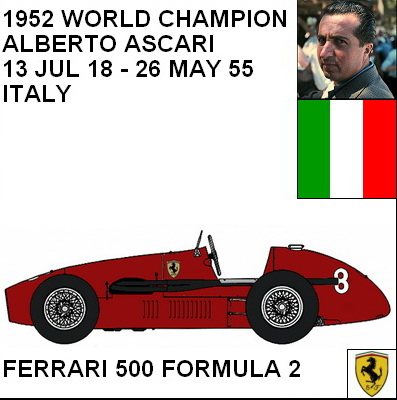 1952 WORLD CHAMPION
ALBERTO ASCARI
13 JUL 18 - 26 MAY 55
ITALY
3
FERRARI 500 FORMULA 2
S F